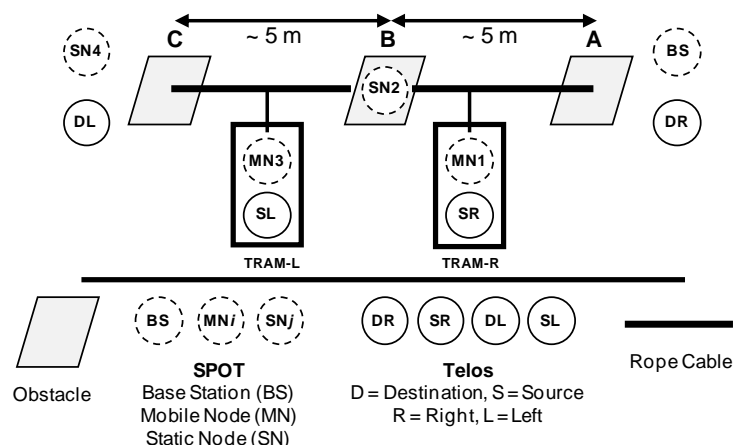 C B A
~ 5 m ~ 5 m
SN4 SN2 BS
DL DR
MN3 MN1
SL SR
TRAM-L TRAM-R
BS MNi SNj DR SR DL SL
SPOT Telos
Obstacle Base Station (BS) D = Destination, S = Source Rope Cable
Mobile Node (MN) R = Right, L = Left
Static Node (SN)